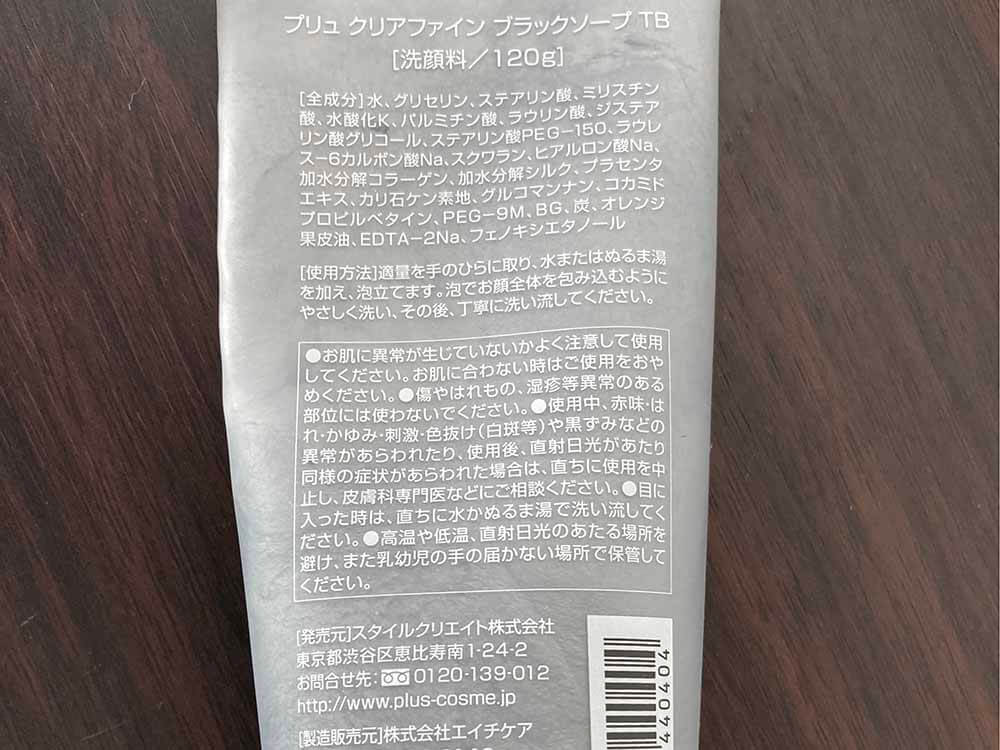 プリュ クリアファイン ブラックソープ TB
[洗顔料／120g]
[全成分]水、グリセリン、ステアリン酸、ミリスチン
酸、水酸化K、パルミチン酸、ラウリン酸、ジステア
リン酸グリコール、ステアリン酸PEG-150、ラウレ
ス-6カルボン酸Na、スクワラン、ヒアルロン酸Na、
加水分解コラーゲン、加水分解シルク、プラセンタ
エキス、カリ石ケン素地、グルコマンナン、コカミド
プロピルベタイン、PEG-9M、BG、炭、オレンジ
果皮油、EDTA-2Na、フェノキシエタノール
[使用方法]適量を手のひらに取り、水またはぬるま湯
を加え、泡立てます。泡でお顔全体を包み込むように
やさしく洗い、その後、丁寧に洗い流してください。
●お肌に異常が生じていないかよく注意して使用
してください。お肌に合わない時はご使用をおや
めください。●傷やはれもの、湿疹等異常のある
部位には使わないでください。●使用中、赤味・は
れ・かゆみ・刺激・色抜け(白斑等)や黒ずみなどの
異常があらわれたり、使用後、直射日光があたり
同様の症状があらわれた場合は、直ちに使用を中
止し、皮膚科専門医などにご相談ください。●目に
入った時は、直ちに水かぬるま湯で洗い流してく
ださい。●高温や低温、直射日光のあたる場所を
避け、また乳幼児の手の届かない場所で保管して
ください。
[発売元]スタイルクリエイト株式会社
東京都渋谷区恵比寿南1-24-2
お問合せ先：0120-139-012
http://www.plus-cosme.jp
[製造販売元]株式会社エイチケア
404044